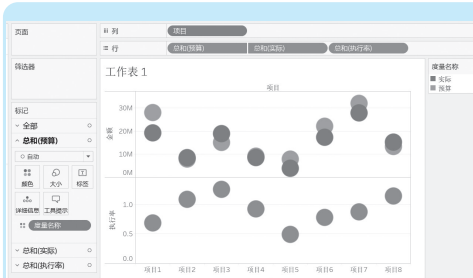 页面
iii 列
项目
≡ 行
总和(预算)
总和(实际)
总和(执行率)
筛选器
工作表 1
度量名称
实际
预算
项目
标记
全部
总和(预算)
自动
颜色
大小
标签
详细信息
工具提示
度量名称
总和(实际)
总和(执行率)
金额
30M
20M
10M
0M
执行率
1.0
0.5
0.0
项目1
项目2
项目3
项目4
项目5
项目6
项目7
项目8